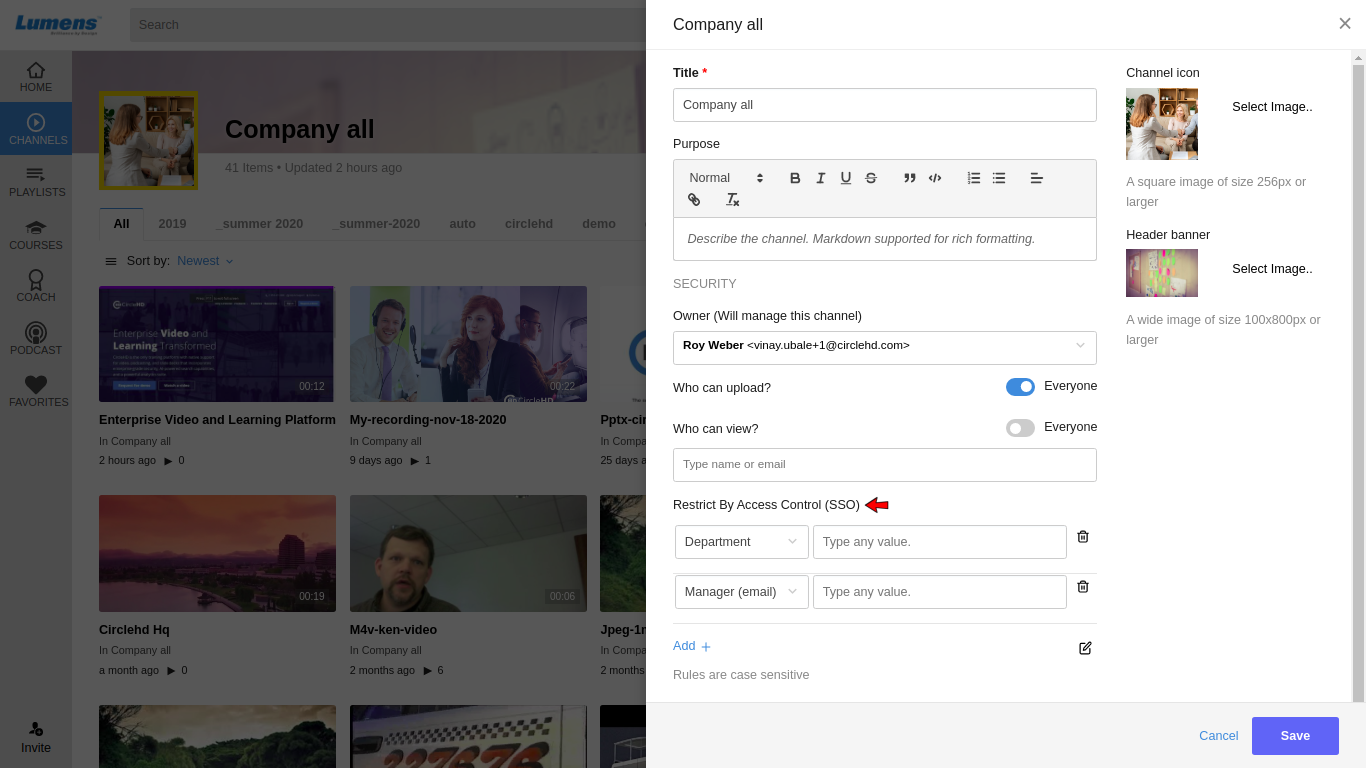 Lumens
Search
HOME
CHANNELS
PLAYLISTS
COURSES
COACH
PODCAST
FAVORITES
Invite
Company all
41 Items • Updated 2 hours ago
All 2019 _summer 2020 _summer-2020 auto circlehd demo
Sort by: Newest
CircleHD
Enterprise Video and
Learning Transformed
00:12
Enterprise Video and Learning Platform
In Company all
2 hours ago ▶ 0
CircleHD
00:22
My-recording-nov-18-2020
In Company all
9 days ago ▶ 1
Pptx-cir
In Compa
25 days a
00:19
Circlehd Hq
In Company all
a month ago ▶ 0
00:06
M4v-ken-video
In Company all
2 months ago ▶ 6
Jpeg-1m
In Compa
2 months
Company all
Title *
Company all
Purpose
Normal
Describe the channel. Markdown supported for rich formatting.
SECURITY
Owner (Will manage this channel)
Roy Weber <vinay.ubale+1@circlehd.com>
Who can upload? Everyone
Who can view? Everyone
Type name or email
Restrict By Access Control (SSO)
Department Type any value.
Manager (email) Type any value.
Add +
Rules are case sensitive
Channel icon
Select Image..
A square image of size 256px or
larger
Header banner
Select Image..
A wide image of size 100x800px or
larger
Cancel Save